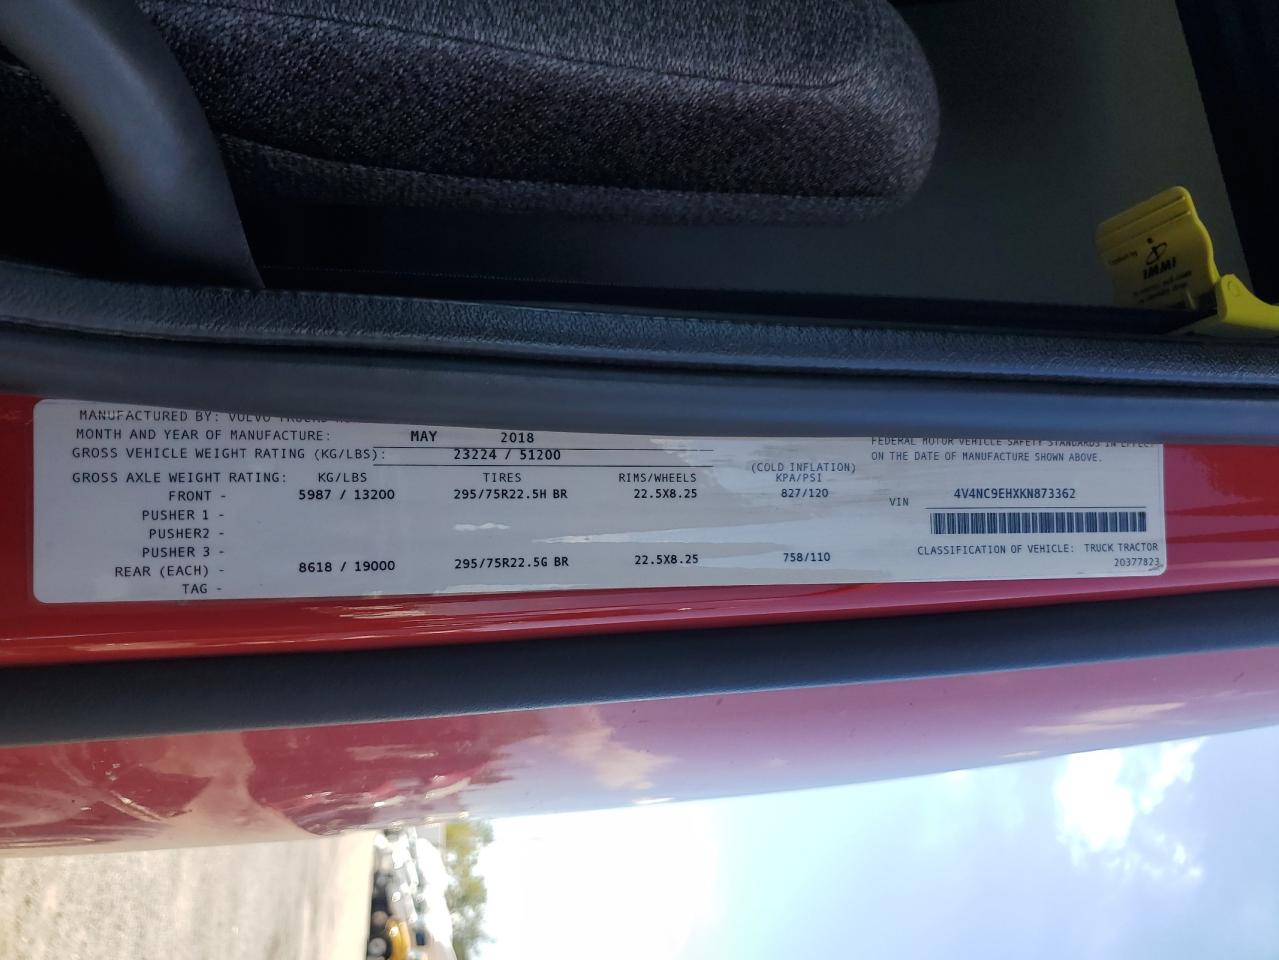 MANUFACTURED BY: VOLVO TRUCKS
MONTH AND YEAR OF MANUFACTURE: MAY 2018
GROSS VEHICLE WEIGHT RATING (KG/LBS): 23224 / 51200
GROSS AXLE WEIGHT RATING: KG/LBS TIRES RIMS/WHEELS (COLD INFLATION) KPA/PSI
FRONT - 5987 / 13200 295/75R22.5H BR 22.5X8.25 827/120
PUSHER 1 -
PUSHER2 -
PUSHER 3 -
REAR (EACH) - 8618 / 19000 295/75R22.5G BR 22.5X8.25 758/110
TAG -
FEDERAL MOTOR VEHICLE SAFETY STANDARDS IN EFFECT
ON THE DATE OF MANUFACTURE SHOWN ABOVE.
VIN 4V4NC9EHXKN873362
CLASSIFICATION OF VEHICLE: TRUCK TRACTOR
20377823
IMMI